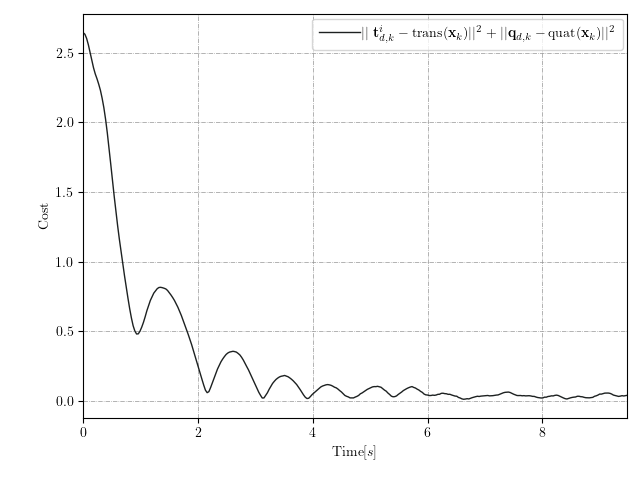 || t^i_{d,k} − trans(x_k)||^2 + ||q_{d,k} − quat(x_k)||^2
2.5
2.0
1.5
1.0
0.5
0.0
Cost
0 2 4 6 8
Time[s]